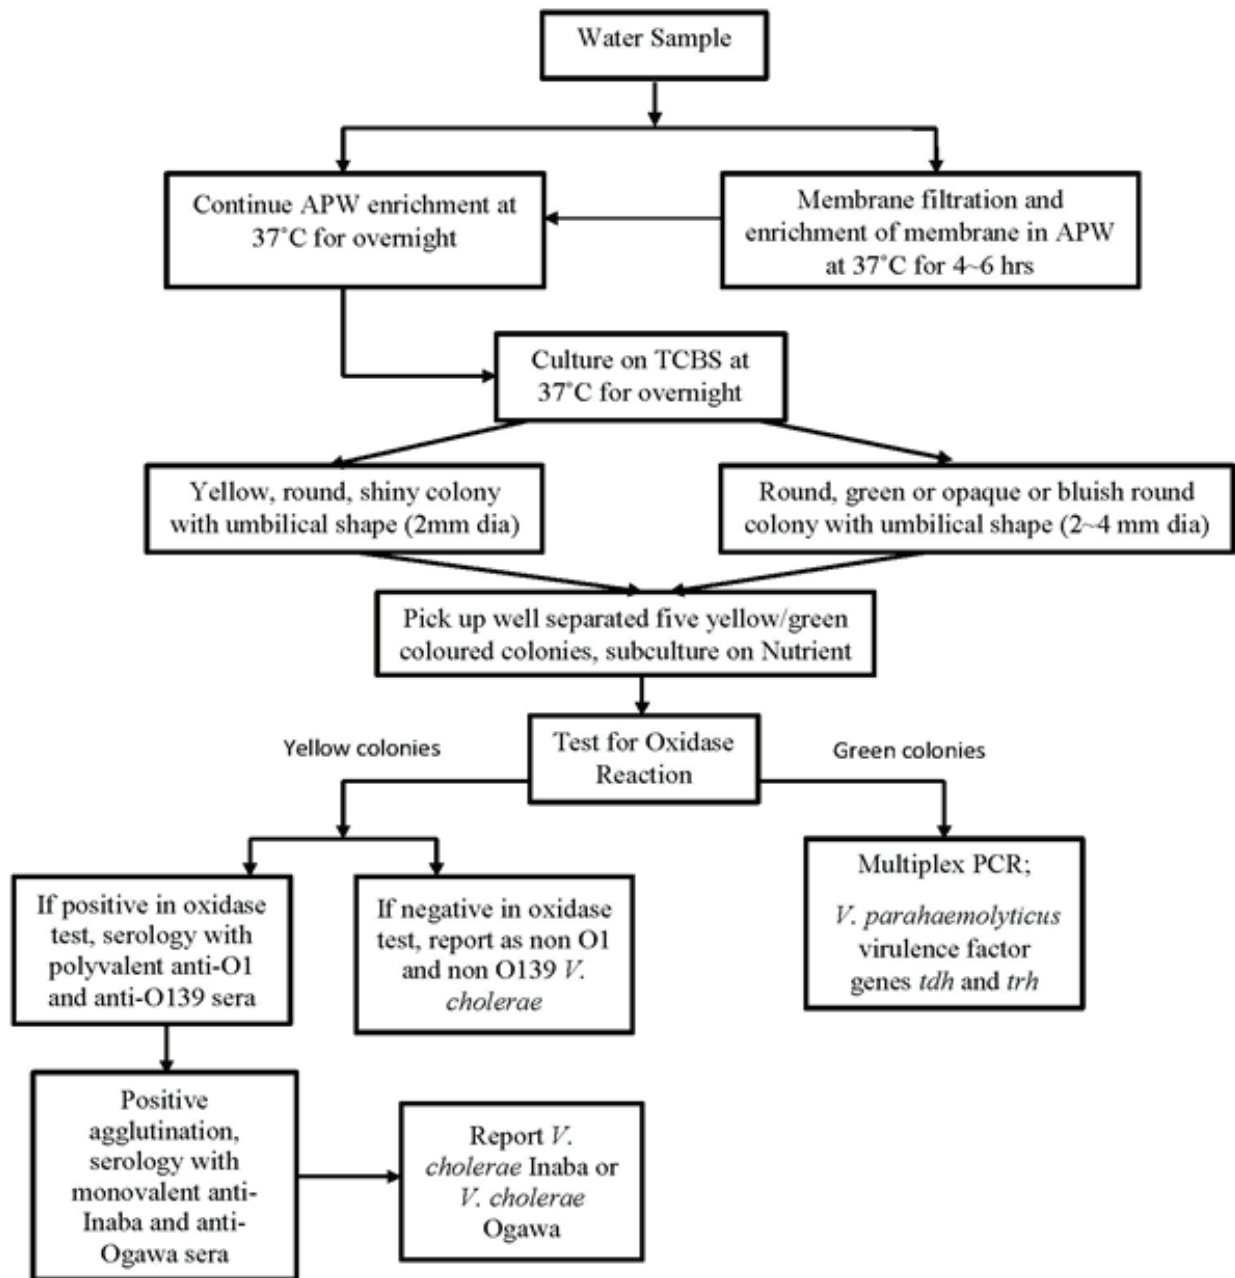 Water Sample
Continue APW enrichment at
37˚C for overnight
Membrane filtration and
enrichment of membrane in APW
at 37˚C for 4~6 hrs
Culture on TCBS at
37˚C for overnight
Yellow, round, shiny colony
with umbilical shape (2mm dia)
Round, green or opaque or bluish round
colony with umbilical shape (2~4 mm dia)
Pick up well separated five yellow/green
coloured colonies, subculture on Nutrient
Test for Oxidase
Reaction
Yellow colonies
Green colonies
If positive in oxidase
test, serology with
polyvalent anti-O1
and anti-O139 sera
If negative in oxidase
test, report as non O1
and non O139 V.
cholerae
Multiplex PCR;
V. parahaemolyticus
virulence factor
genes tdh and trh
Positive
agglutination,
serology with
monovalent anti-
Inaba and anti-
Ogawa sera
Report V.
cholerae Inaba or
V. cholerae
Ogawa